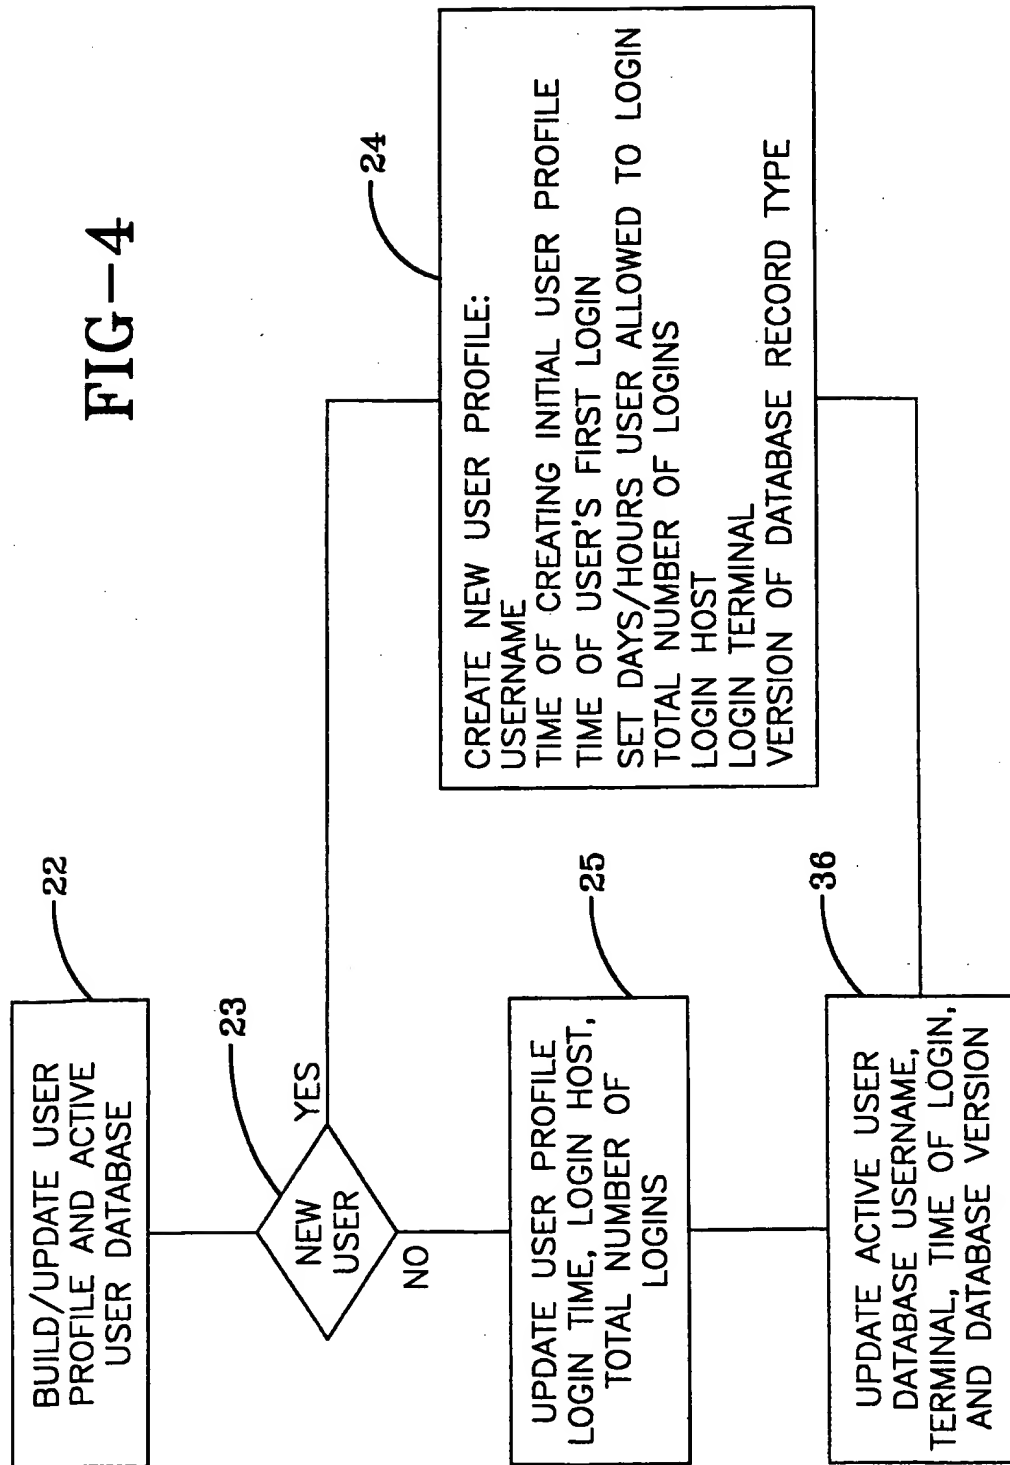 FIG-4
22
BUILD/UPDATE USER
PROFILE AND ACTIVE
USER DATABASE
23
NEW
USER
YES
NO
24
CREATE NEW USER PROFILE:
USERNAME
TIME OF CREATING INITIAL USER PROFILE
TIME OF USER'S FIRST LOGIN
SET DAYS/HOURS USER ALLOWED TO LOGIN
TOTAL NUMBER OF LOGINS
LOGIN HOST
LOGIN TERMINAL
VERSION OF DATABASE RECORD TYPE
25
UPDATE USER PROFILE
LOGIN TIME, LOGIN HOST,
TOTAL NUMBER OF
LOGINS
36
UPDATE ACTIVE USER
DATABASE USERNAME,
TERMINAL, TIME OF LOGIN,
AND DATABASE VERSION